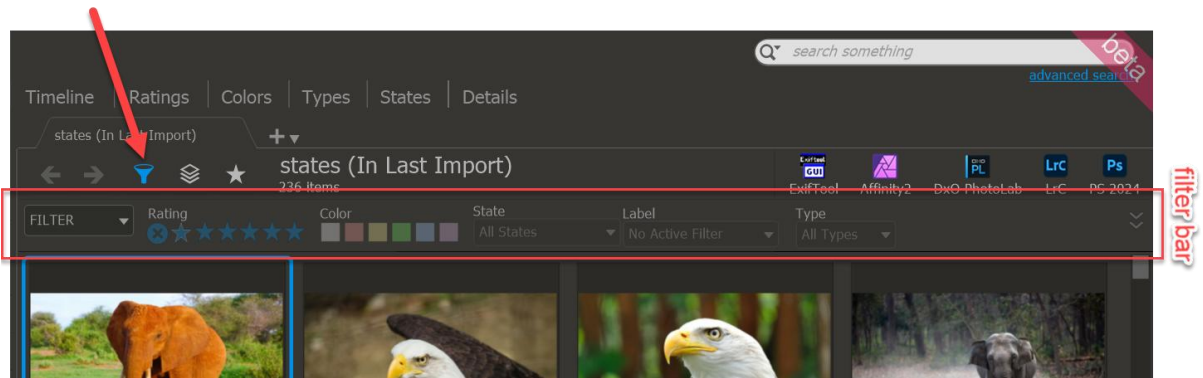 search something
beta
advanced search
Timeline Ratings Colors Types States Details
states (In Last Import)
states (In Last Import)
236 items
Exiftool GUI
DXO PL
LrC
Ps
ExifTool Affinity2 DxO PhotoLab LrC PS 2024
FILTER
Rating Color State Label Type
All States No Active Filter All Types
filter bar